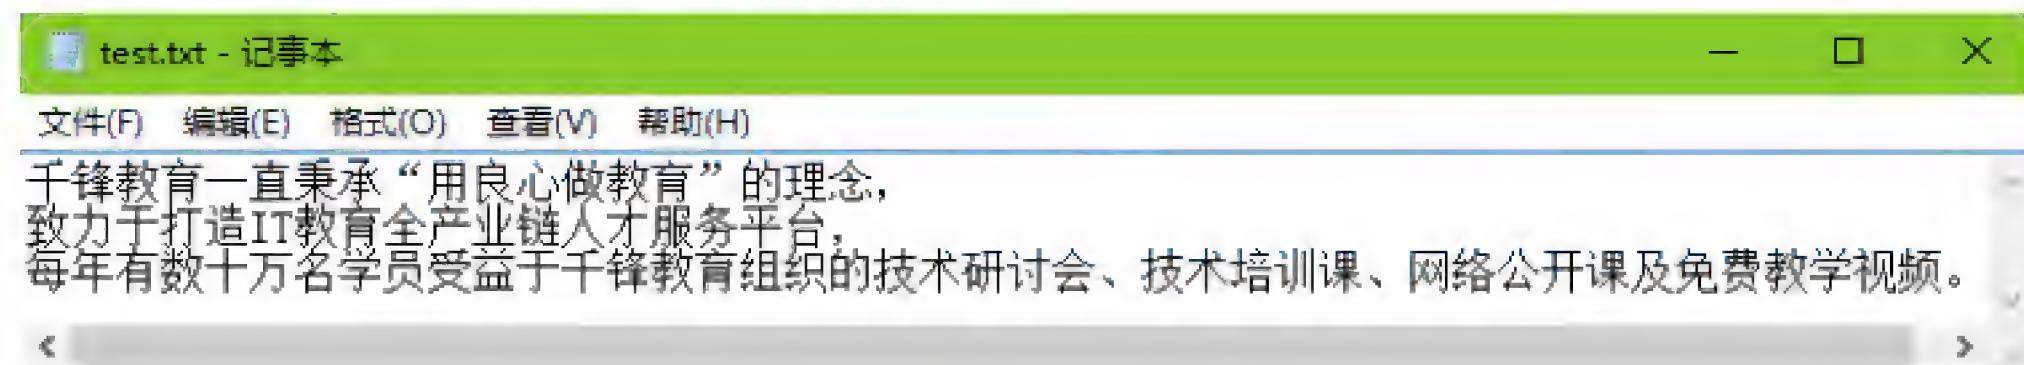 test.txt - 记事本
文件(F) 编辑(E) 格式(O) 查看(V) 帮助(H)
千锋教育一直秉承“用良心做教育”的理念，
致力于打造IT教育全产业链人才服务平台，
每年有数十万名学员受益于千锋教育组织的技术研讨会、技术培训课、网络公开课及免费教学视频。